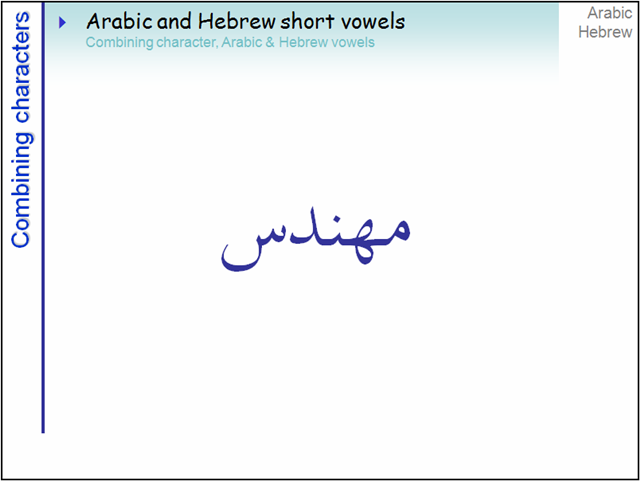 Combining characters
Arabic and Hebrew short vowels
Combining character, Arabic & Hebrew vowels
Arabic
Hebrew
مهندس